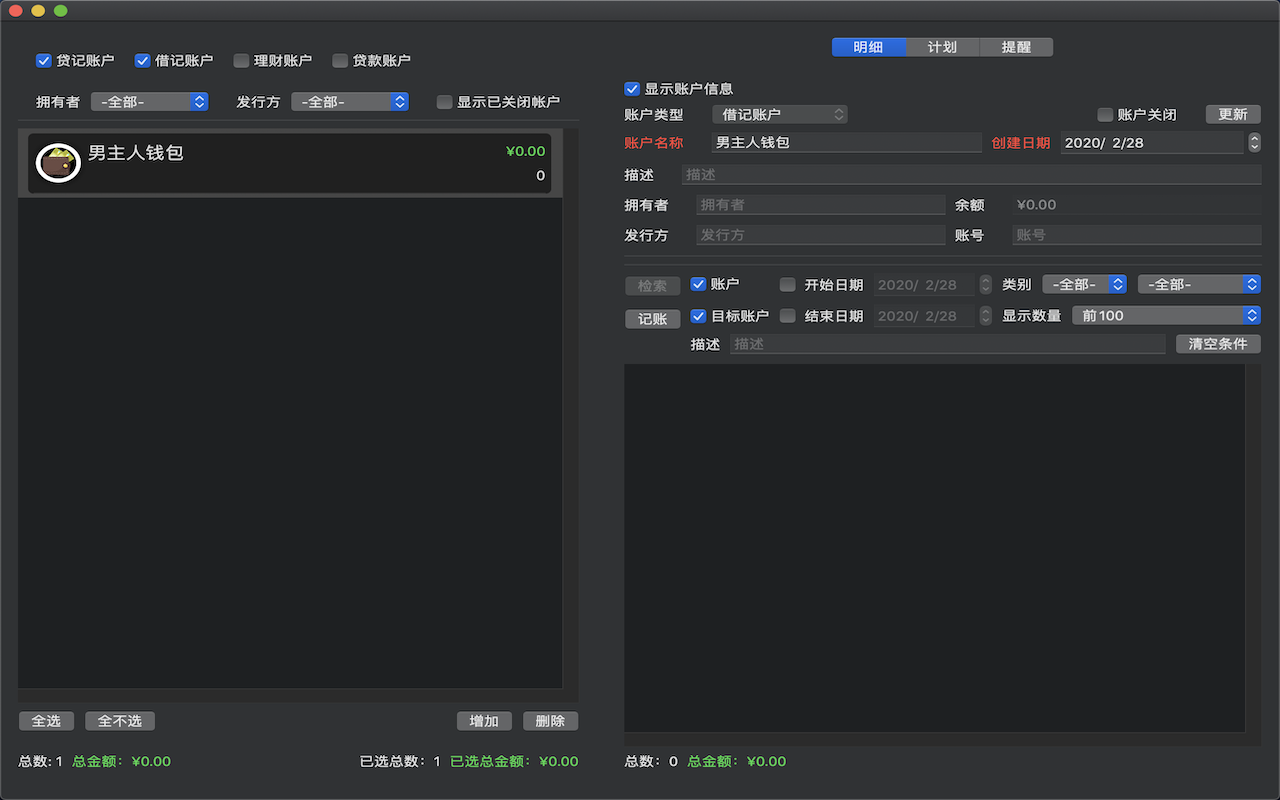 贷记账户 借记账户 理财账户 贷款账户
拥有者 -全部- 发行方 -全部- 显示已关闭帐户
男主人钱包 ¥0.00
0
全选 全不选 增加 删除
总数: 1 总金额: ¥0.00 已选总数: 1 已选总金额: ¥0.00
明细 计划 提醒
显示账户信息
账户类型 借记账户 账户关闭 更新
账户名称 男主人钱包 创建日期 2020/ 2/28
描述 描述
拥有者 拥有者 余额 ¥0.00
发行方 发行方 账号 账号
检索 账户 开始日期 2020/ 2/28 类别 -全部- -全部-
记账 目标账户 结束日期 2020/ 2/28 显示数量 前100
描述 描述 清空条件
总数: 0 总金额: ¥0.00